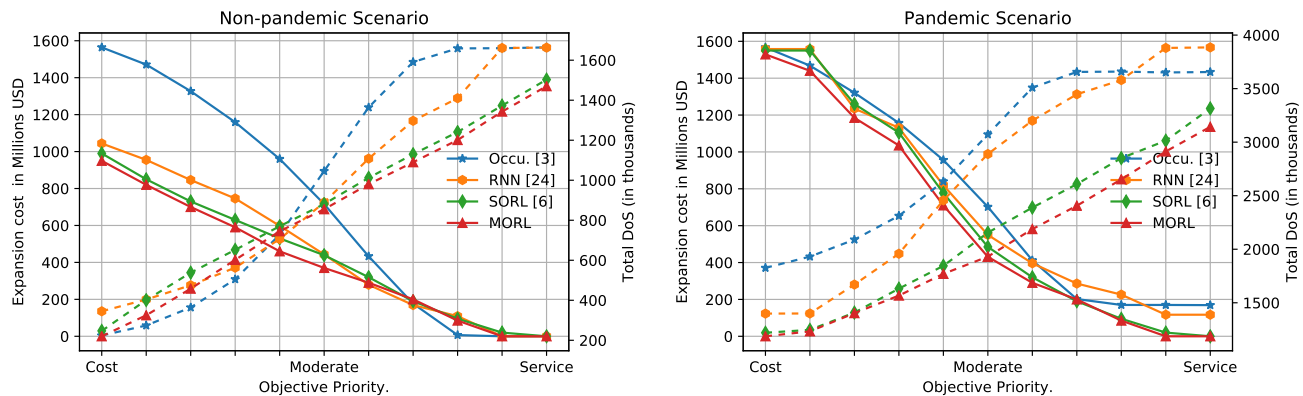 Non-pandemic Scenario
Expansion cost in Millions USD
1600
1400
1200
1000
800
600
400
200
0
1600
1400
1200
1000
800
600
400
200
Total DoS (in thousands)
Occu. [3]
RNN [24]
SORL [6]
MORL
Cost
Moderate
Service
Objective Priority.
Pandemic Scenario
Expansion cost in Millions USD
1600
1400
1200
1000
800
600
400
200
0
4000
3500
3000
2500
2000
1500
Total DoS (in thousands)
Occu. [3]
RNN [24]
SORL [6]
MORL
Cost
Moderate
Service
Objective Priority.